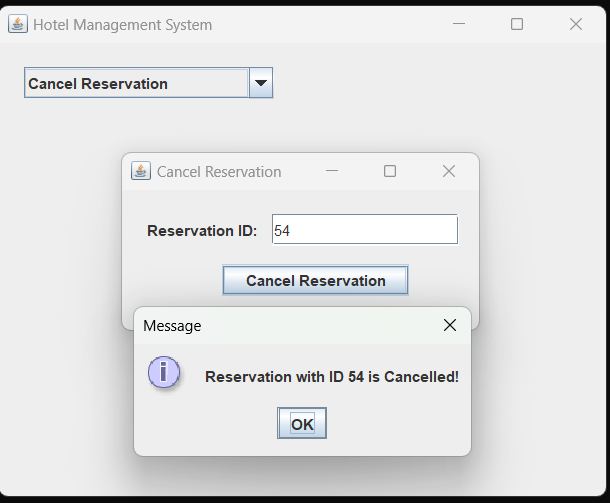 Hotel Management System
Cancel Reservation
Cancel Reservation
Reservation ID: 54
Cancel Reservation
Message
Reservation with ID 54 is Cancelled!
OK